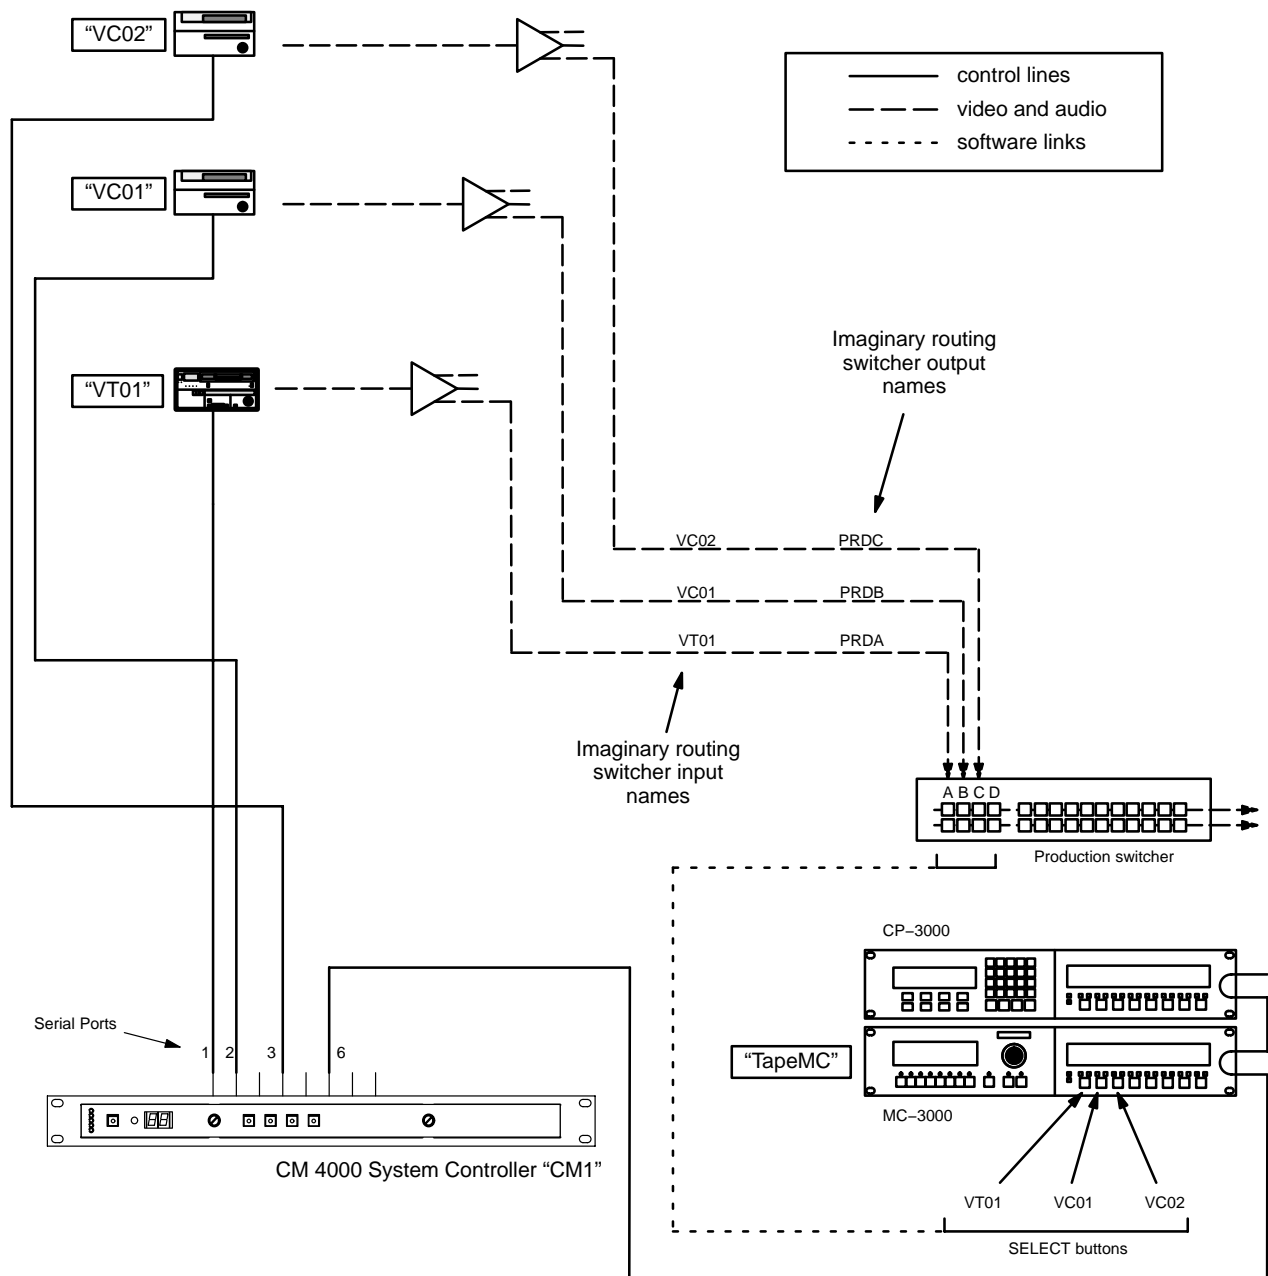 “VC02”
control lines
video and audio
software links
“VC01”
“VT01”
Imaginary routing
switcher output
names
VC02
PRDC
VC01
PRDB
VT01
PRDA
Imaginary routing
switcher input
names
A B C D
Production switcher
CP–3000
Serial Ports
1
2
3
6
“TapeMC”
MC–3000
CM 4000 System Controller “CM1”
VT01
VC01
VC02
SELECT buttons